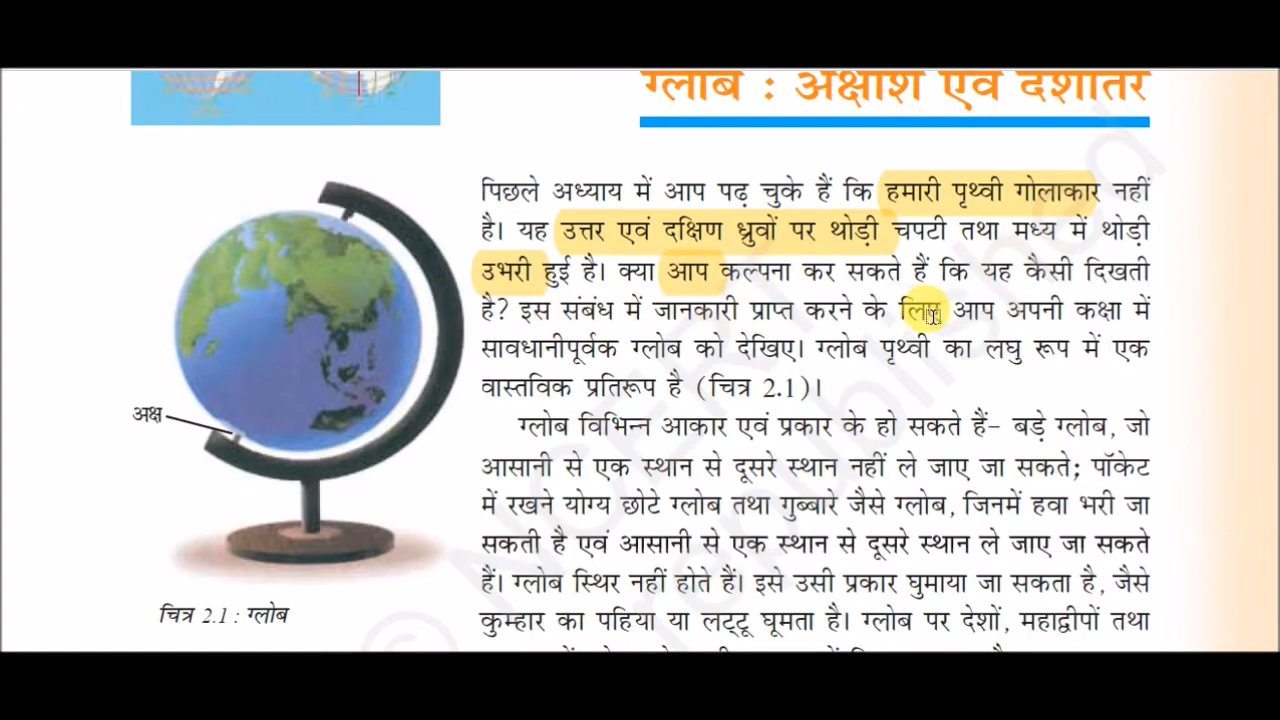 ग्लोब : अक्षांश एवं देशांतर
पिछले अध्याय में आप पढ़ चुके हैं कि हमारी पृथ्वी गोलाकार नहीं
है। यह उत्तर एवं दक्षिण ध्रुवों पर थोड़ी चपटी तथा मध्य में थोड़ी
उभरी हुई है। क्या आप कल्पना कर सकते हैं कि यह कैसी दिखती
है? इस संबंध में जानकारी प्राप्त करने के लिए आप अपनी कक्षा में
सावधानीपूर्वक ग्लोब को देखिए। ग्लोब पृथ्वी का लघु रूप में एक
वास्तविक प्रतिरूप है (चित्र 2.1)।
ग्लोब विभिन्न आकार एवं प्रकार के हो सकते हैं– बड़े ग्लोब, जो
आसानी से एक स्थान से दूसरे स्थान नहीं ले जाए जा सकते; पॉकेट
में रखने योग्य छोटे ग्लोब तथा गुब्बारे जैसे ग्लोब, जिनमें हवा भरी जा
सकती है एवं आसानी से एक स्थान से दूसरे स्थान ले जाए जा सकते
हैं। ग्लोब स्थिर नहीं होते हैं। इसे उसी प्रकार घुमाया जा सकता है, जैसे
कुम्हार का पहिया या लट्टू घूमता है। ग्लोब पर देशों, महाद्वीपों तथा
अक्ष
चित्र 2.1 : ग्लोब
© NCERT
republished